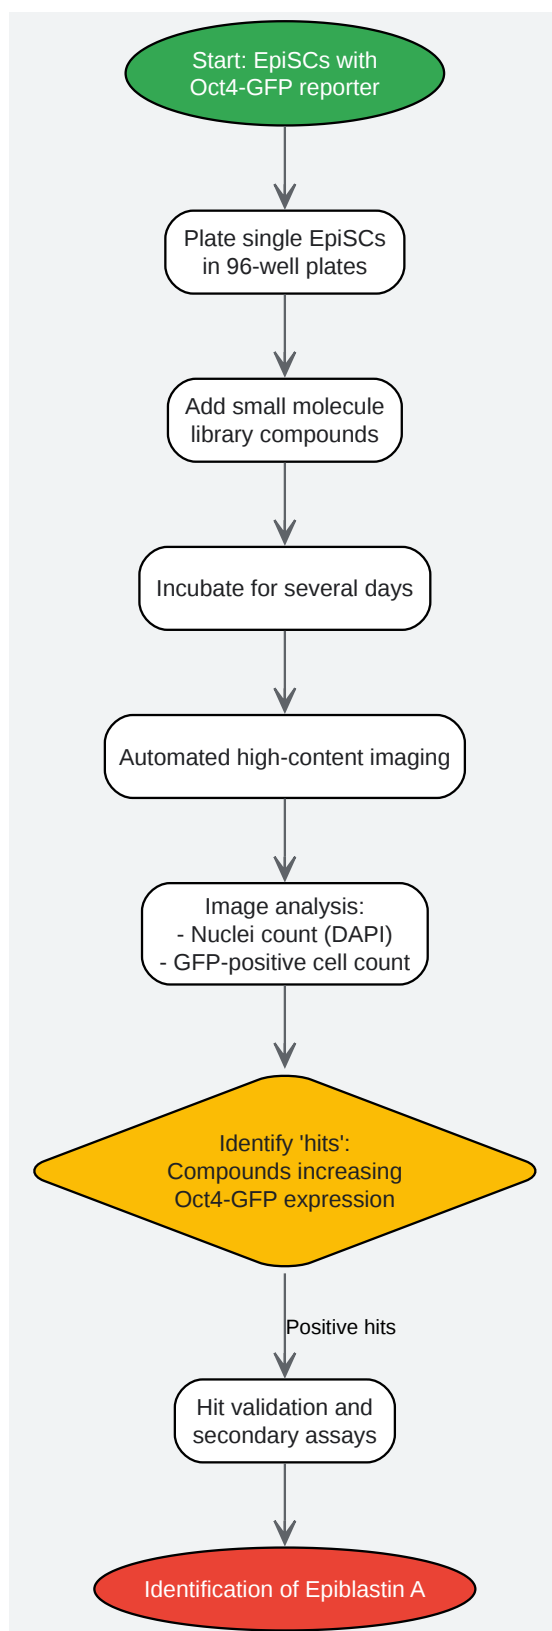 Start: EpiSCs with
Oct4-GFP reporter
Plate single EpiSCs
in 96-well plates
Add small molecule
library compounds
Incubate for several days
Automated high-content imaging
Image analysis:
- Nuclei count (DAPI)
- GFP-positive cell count
Identify 'hits':
Compounds increasing
Oct4-GFP expression
Positive hits
Hit validation and
secondary assays
Identification of Epiblastin A